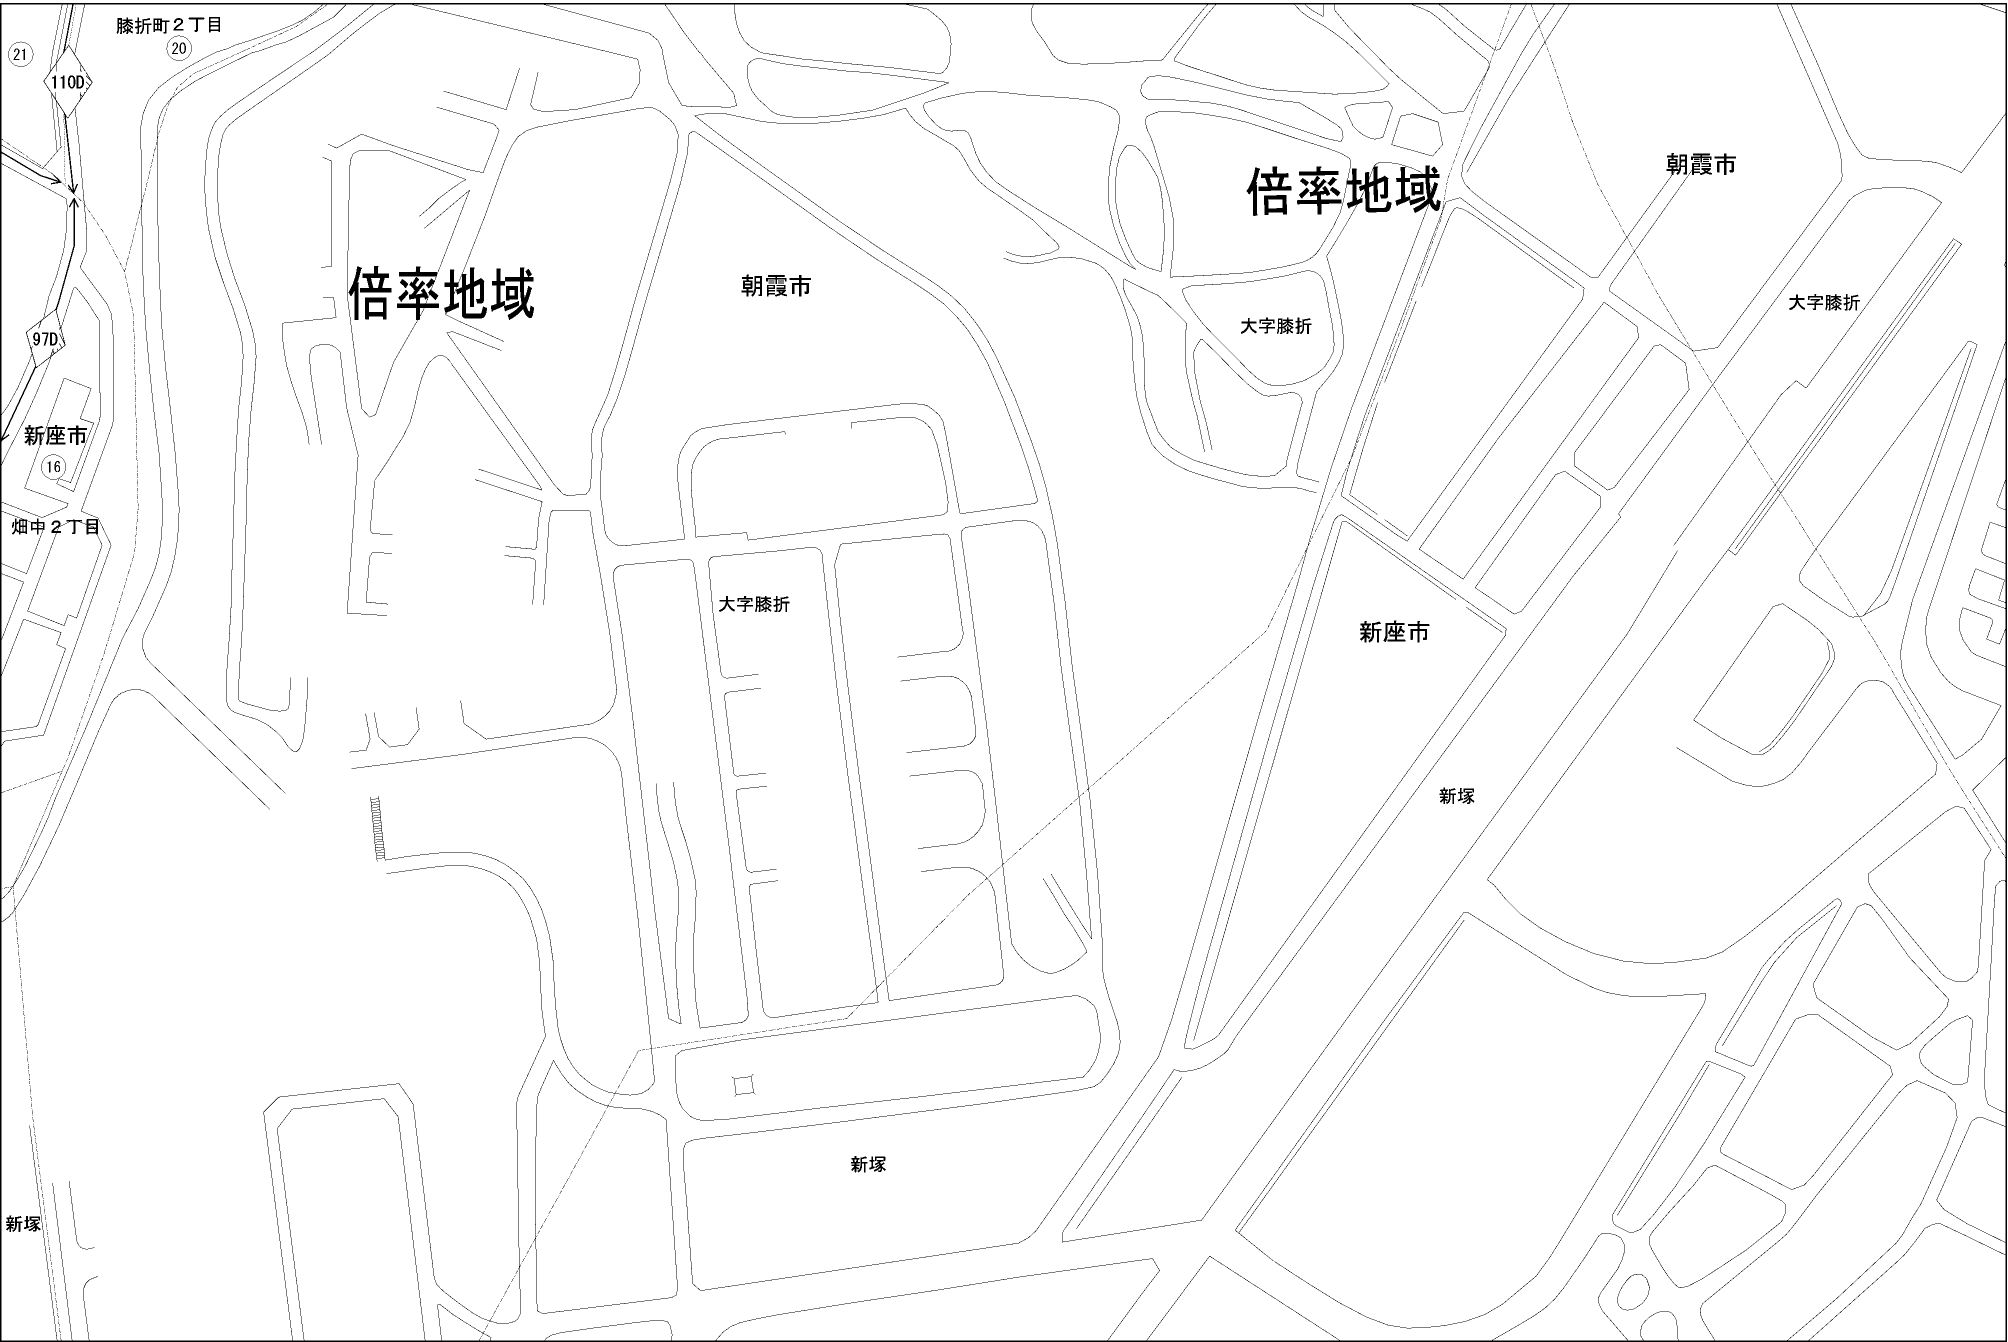 膝折町２丁目
20
21
110D
朝霞市
倍率地域
朝霞市
倍率地域
大字膝折
大字膝折
97D
新座市
16
畑中２丁目
大字膝折
新座市
新塚
新塚
新塚